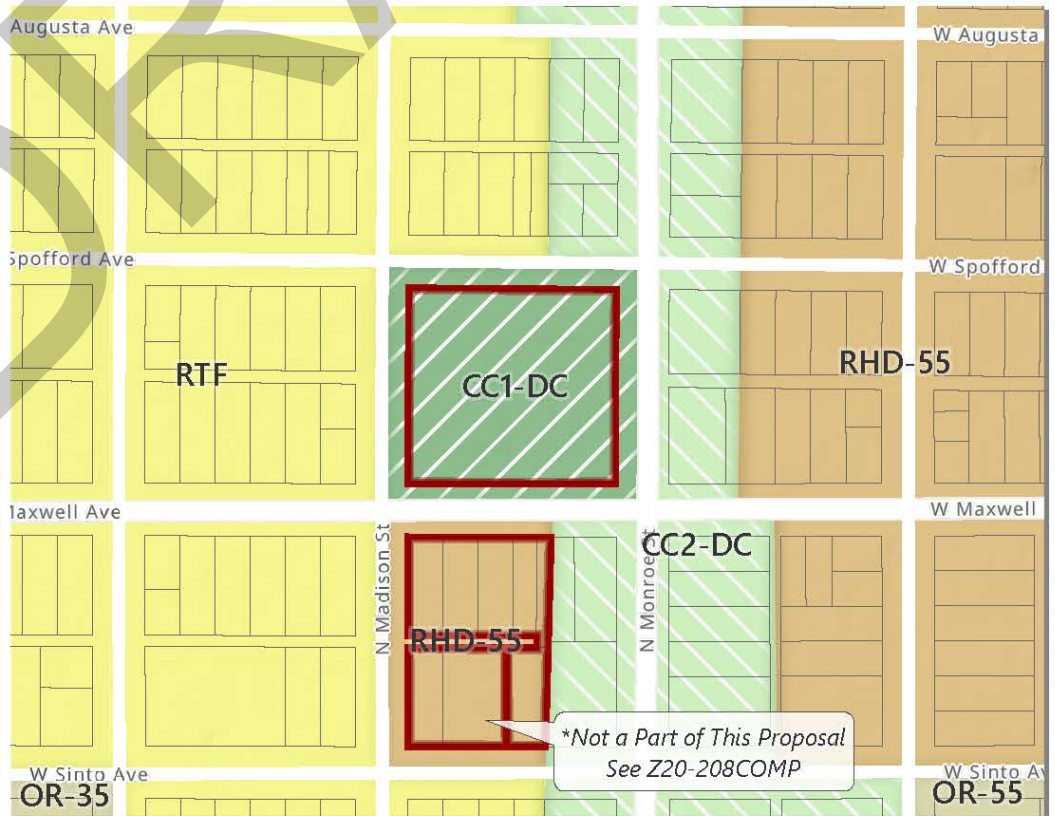 Augusta Ave
W Augusta
Spofford Ave
W Spofford
RTF
CC1-DC
RHD-55
Maxwell Ave
W Maxwell
N Madison St
N Monroe St
CC2-DC
RHD-55
*Not a Part of This Proposal
See Z20-208COMP
W Sinto Ave
W Sinto Av
OR-35
OR-55